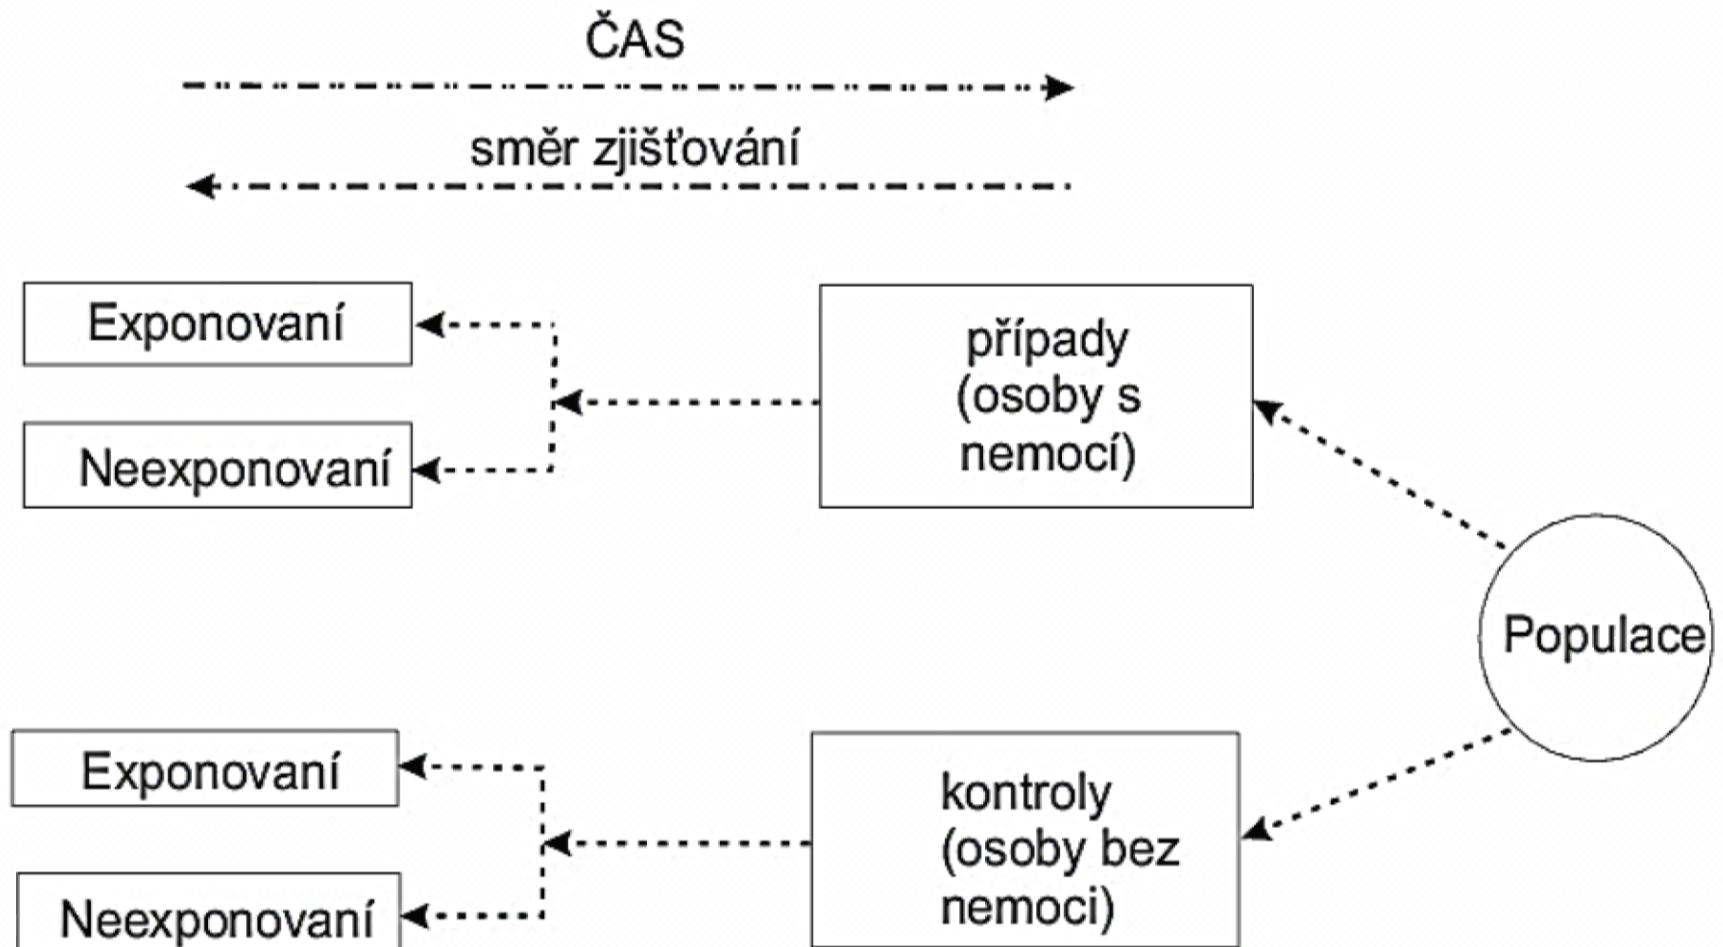 ČAS
směr zjišťování
Exponovaní
Neexponovaní
případy
(osoby s
nemocí)
Populace
Exponovaní
Neexponovaní
kontroly
(osoby bez
nemoci)